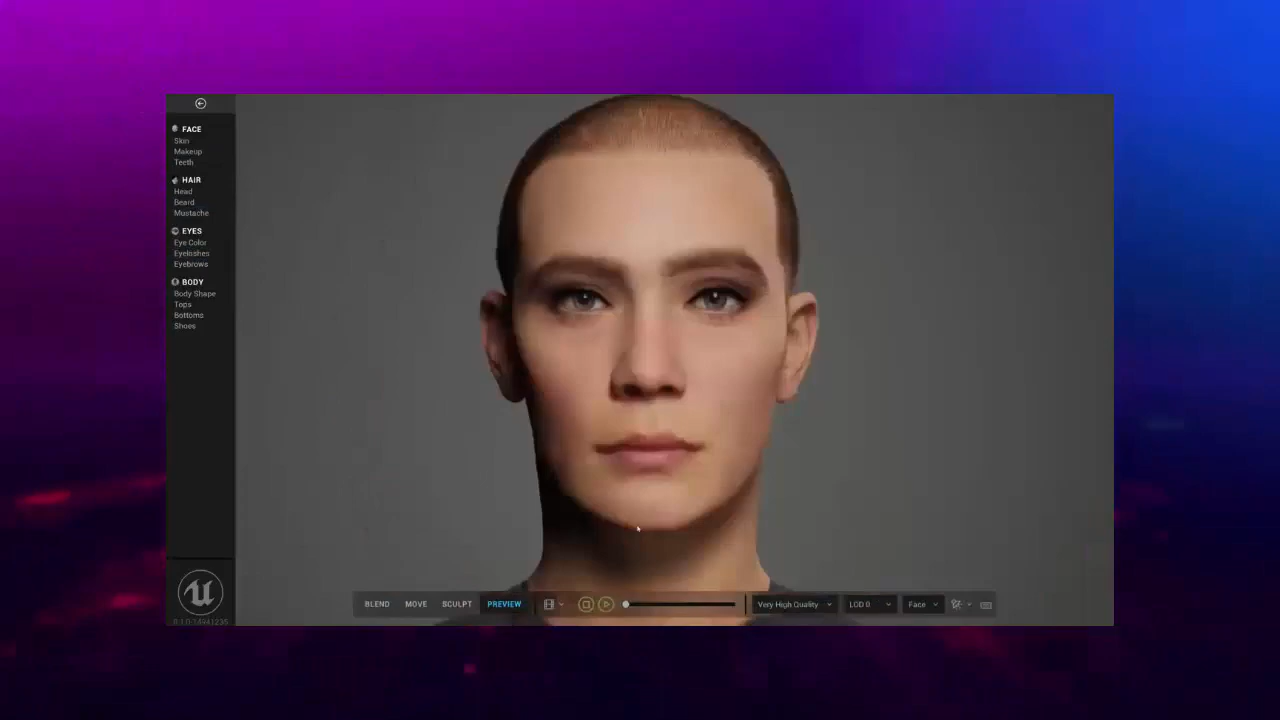 FACE
Skin
Makeup
Teeth
HAIR
Head
Beard
Mustache
EYES
Eye Color
Eyelashes
Eyebrows
BODY
Body Shape
Tops
Bottoms
Shoes
BLEND MOVE SCULPT PREVIEW Very High Quality LOD 0 Face